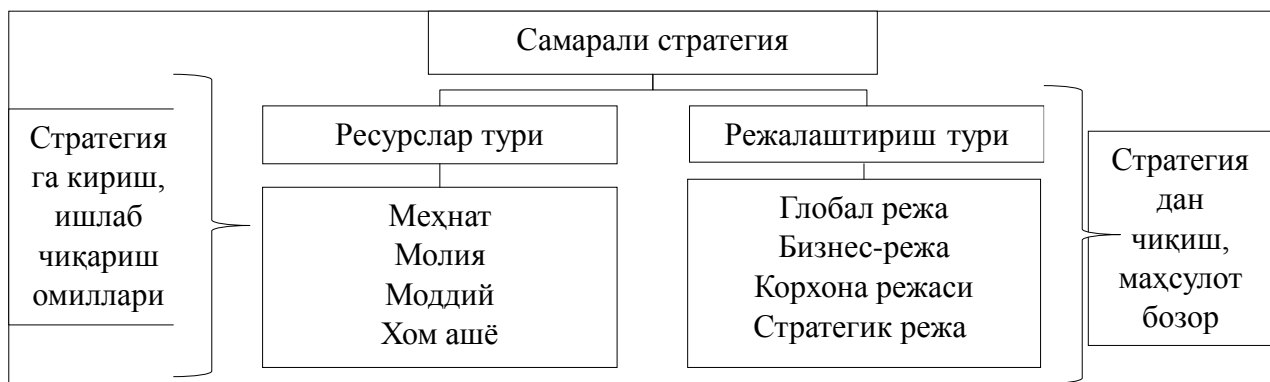 Самарали стратегия
Стратегия
га кириш,
ишлаб
чиқариш
омиллари
Ресурслар тури
Меҳнат
Молия
Моддий
Хом ашё
Режалаштириш тури
Глобал режа
Бизнес-режа
Корхона режаси
Стратегик режа
Стратегия
дан
чиқиш,
маҳсулот
бозор